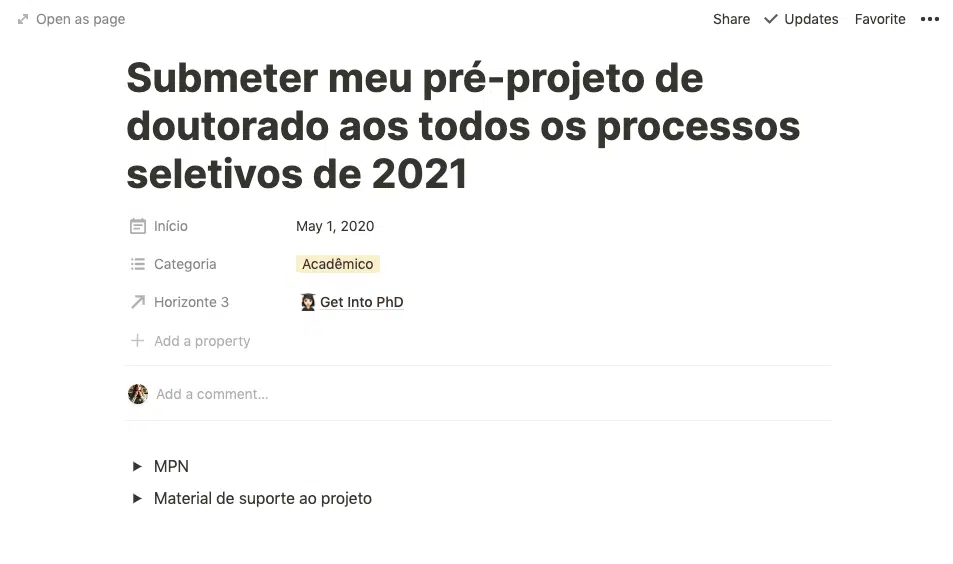 Open as page Share Updates Favorite
Submeter meu pré-projeto de
doutorado aos todos os processos
seletivos de 2021
Início May 1, 2020
Categoria Acadêmico
Horizonte 3 Get Into PhD
Add a property
Add a comment...
MPN
Material de suporte ao projeto